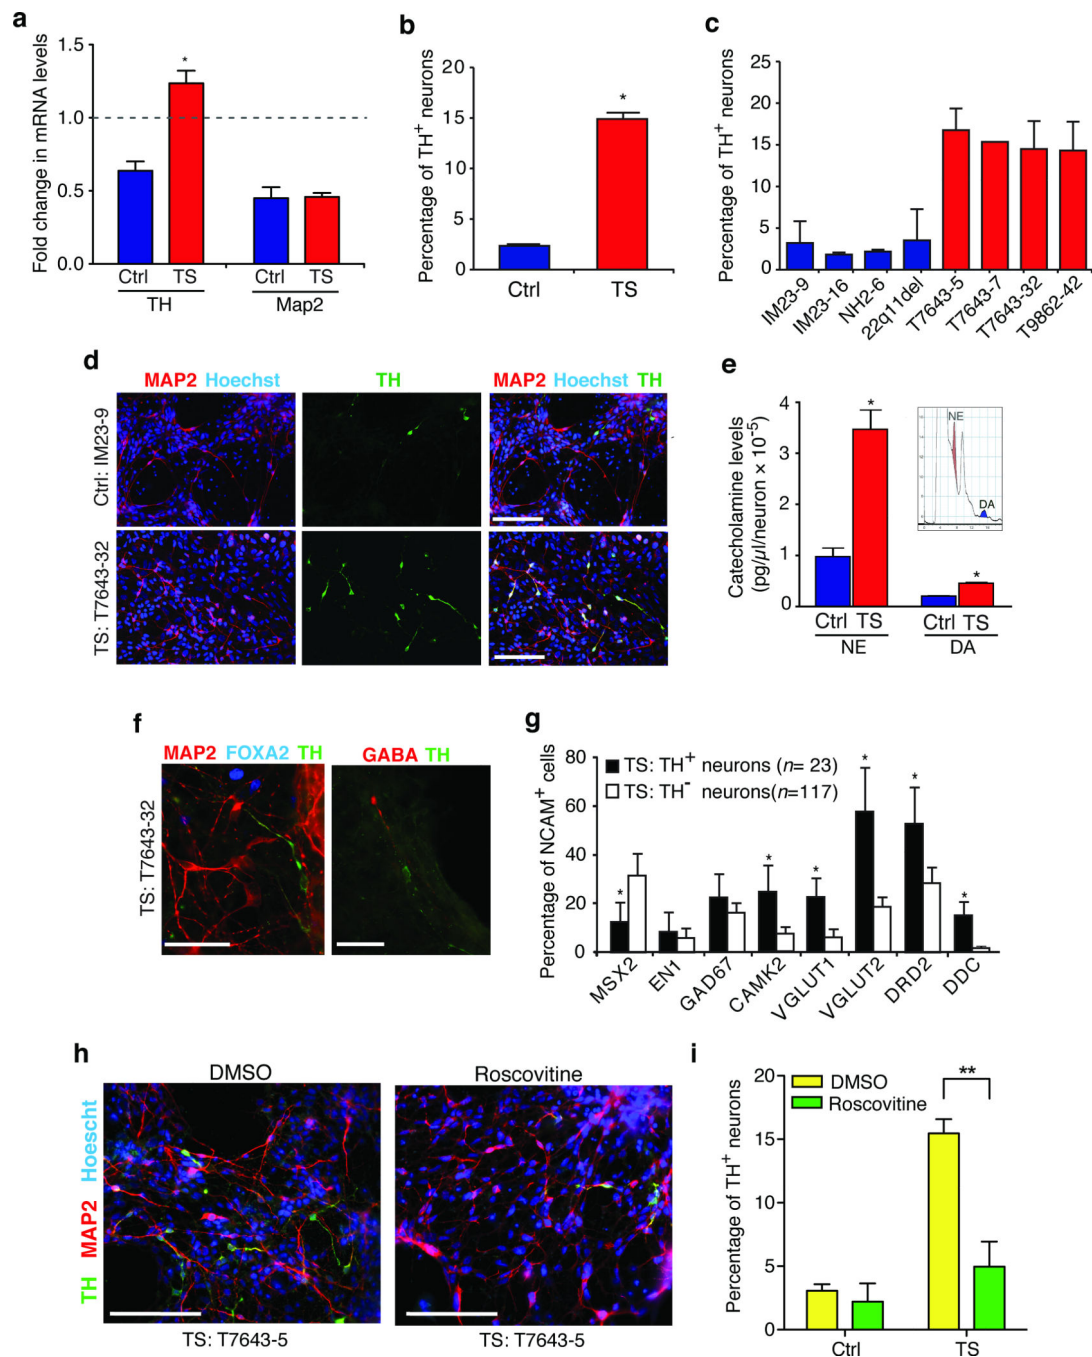 a
Fold change in mRNA levels
1.5
1.0
0.5
0.0
*
Ctrl TS Ctrl TS
TH Map2
b
Percentage of TH+ neurons
20
15
10
5
0
*
Ctrl TS
c
Percentage of TH+ neurons
25
20
15
10
5
0
IM23-9
IM23-16
NH2-6
22q11del
T7643-5
T7643-7
T7643-32
T9862-42
d
MAP2 Hoechst
TH
MAP2 Hoechst TH
Ctrl: IM23-9
TS: T7643-32
e
Catecholamine levels
(pg/µl/neuron × 10-5)
4
3
2
1
0
*
*
NE
DA
Ctrl TS Ctrl TS
NE DA
f
MAP2 FOXA2 TH
GABA TH
TS: T7643-32
g
Percentage of NCAM+ cells
80
60
40
20
0
TS: TH+ neurons (n= 23)
TS: TH- neurons(n=117)
*
*
*
*
*
*
MSX2
EN1
GAD67
CAMK2
VGLUT1
VGLUT2
DRD2
DDC
h
DMSO
Roscovitine
TH MAP2 Hoescht
TS: T7643-5
TS: T7643-5
i
Percentage of TH+ neurons
20
15
10
5
0
DMSO
Roscovitine
**
Ctrl TS